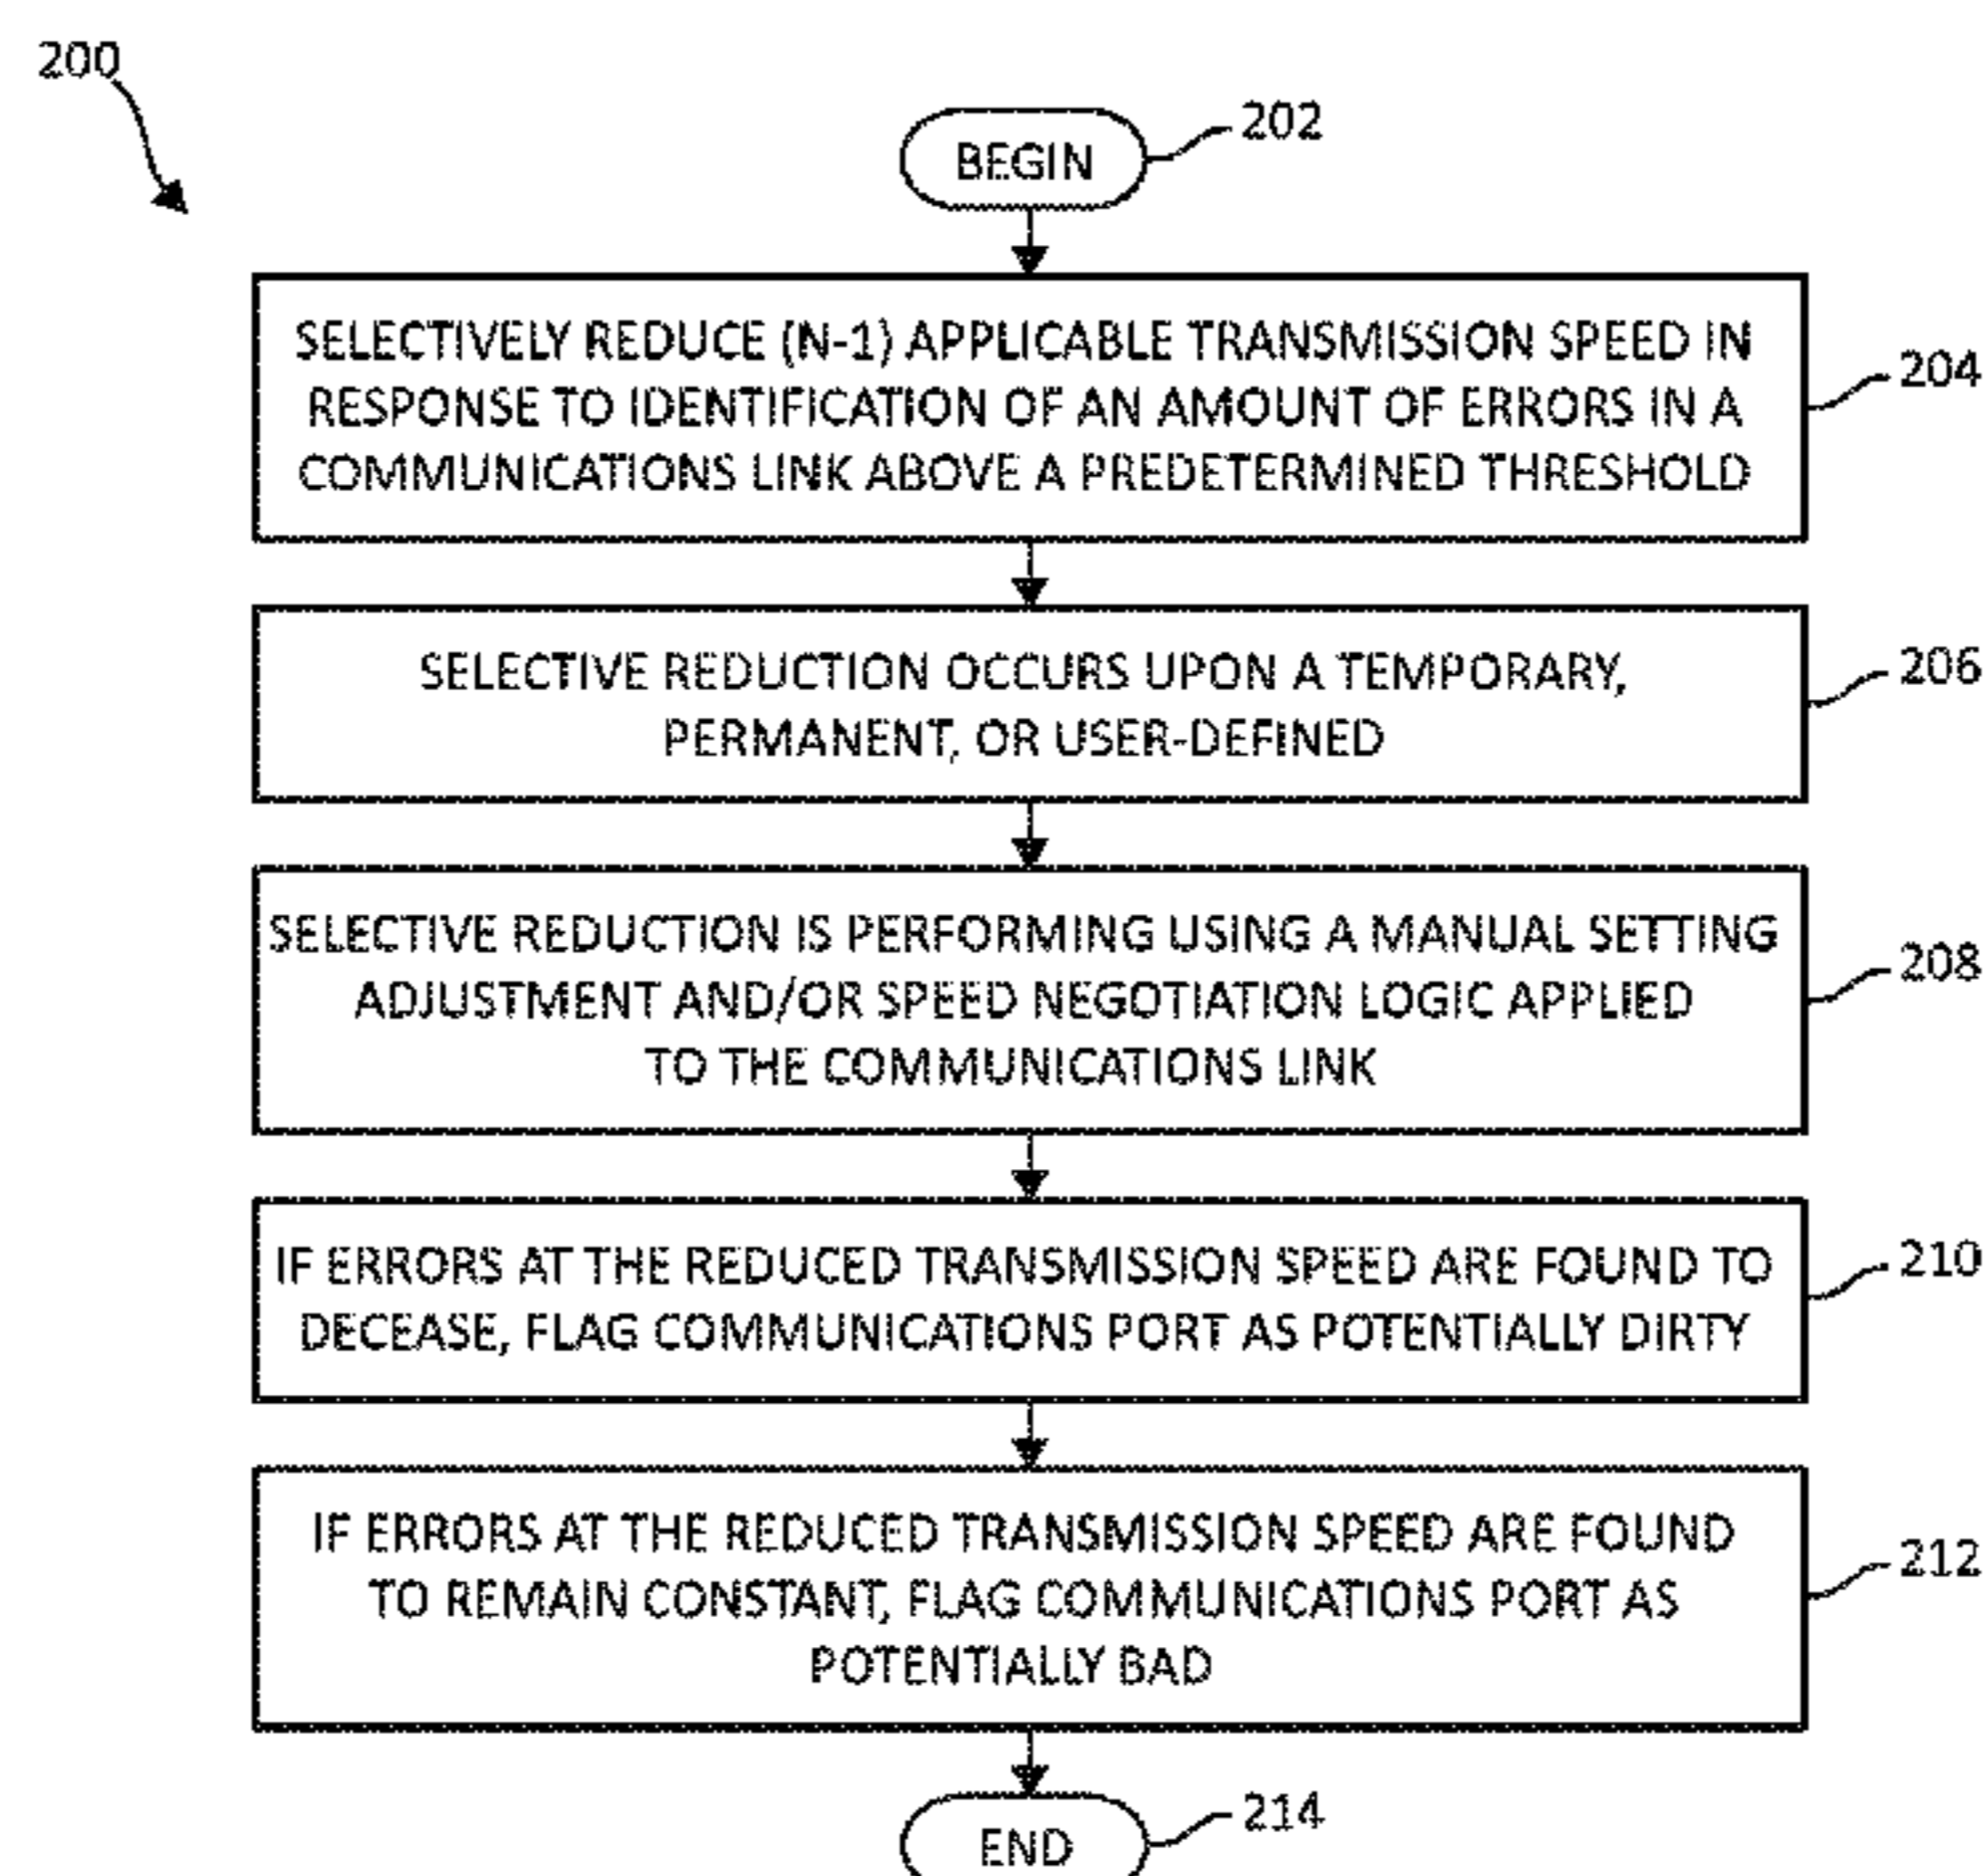 200
BEGIN
202
SELECTIVELY REDUCE (N-1) APPLICABLE TRANSMISSION SPEED IN
RESPONSE TO IDENTIFICATION OF AN AMOUNT OF ERRORS IN A
COMMUNICATIONS LINK ABOVE A PREDETERMINED THRESHOLD
204
SELECTIVE REDUCTION OCCURS UPON A TEMPORARY,
PERMANENT, OR USER-DEFINED
206
SELECTIVE REDUCTION IS PERFORMING USING A MANUAL SETTING
ADJUSTMENT AND/OR SPEED NEGOTIATION LOGIC APPLIED
TO THE COMMUNICATIONS LINK
208
IF ERRORS AT THE REDUCED TRANSMISSION SPEED ARE FOUND TO
DECEASE, FLAG COMMUNICATIONS PORT AS POTENTIALLY DIRTY
210
IF ERRORS AT THE REDUCED TRANSMISSION SPEED ARE FOUND
TO REMAIN CONSTANT, FLAG COMMUNICATIONS PORT AS
POTENTIALLY BAD
212
END
214